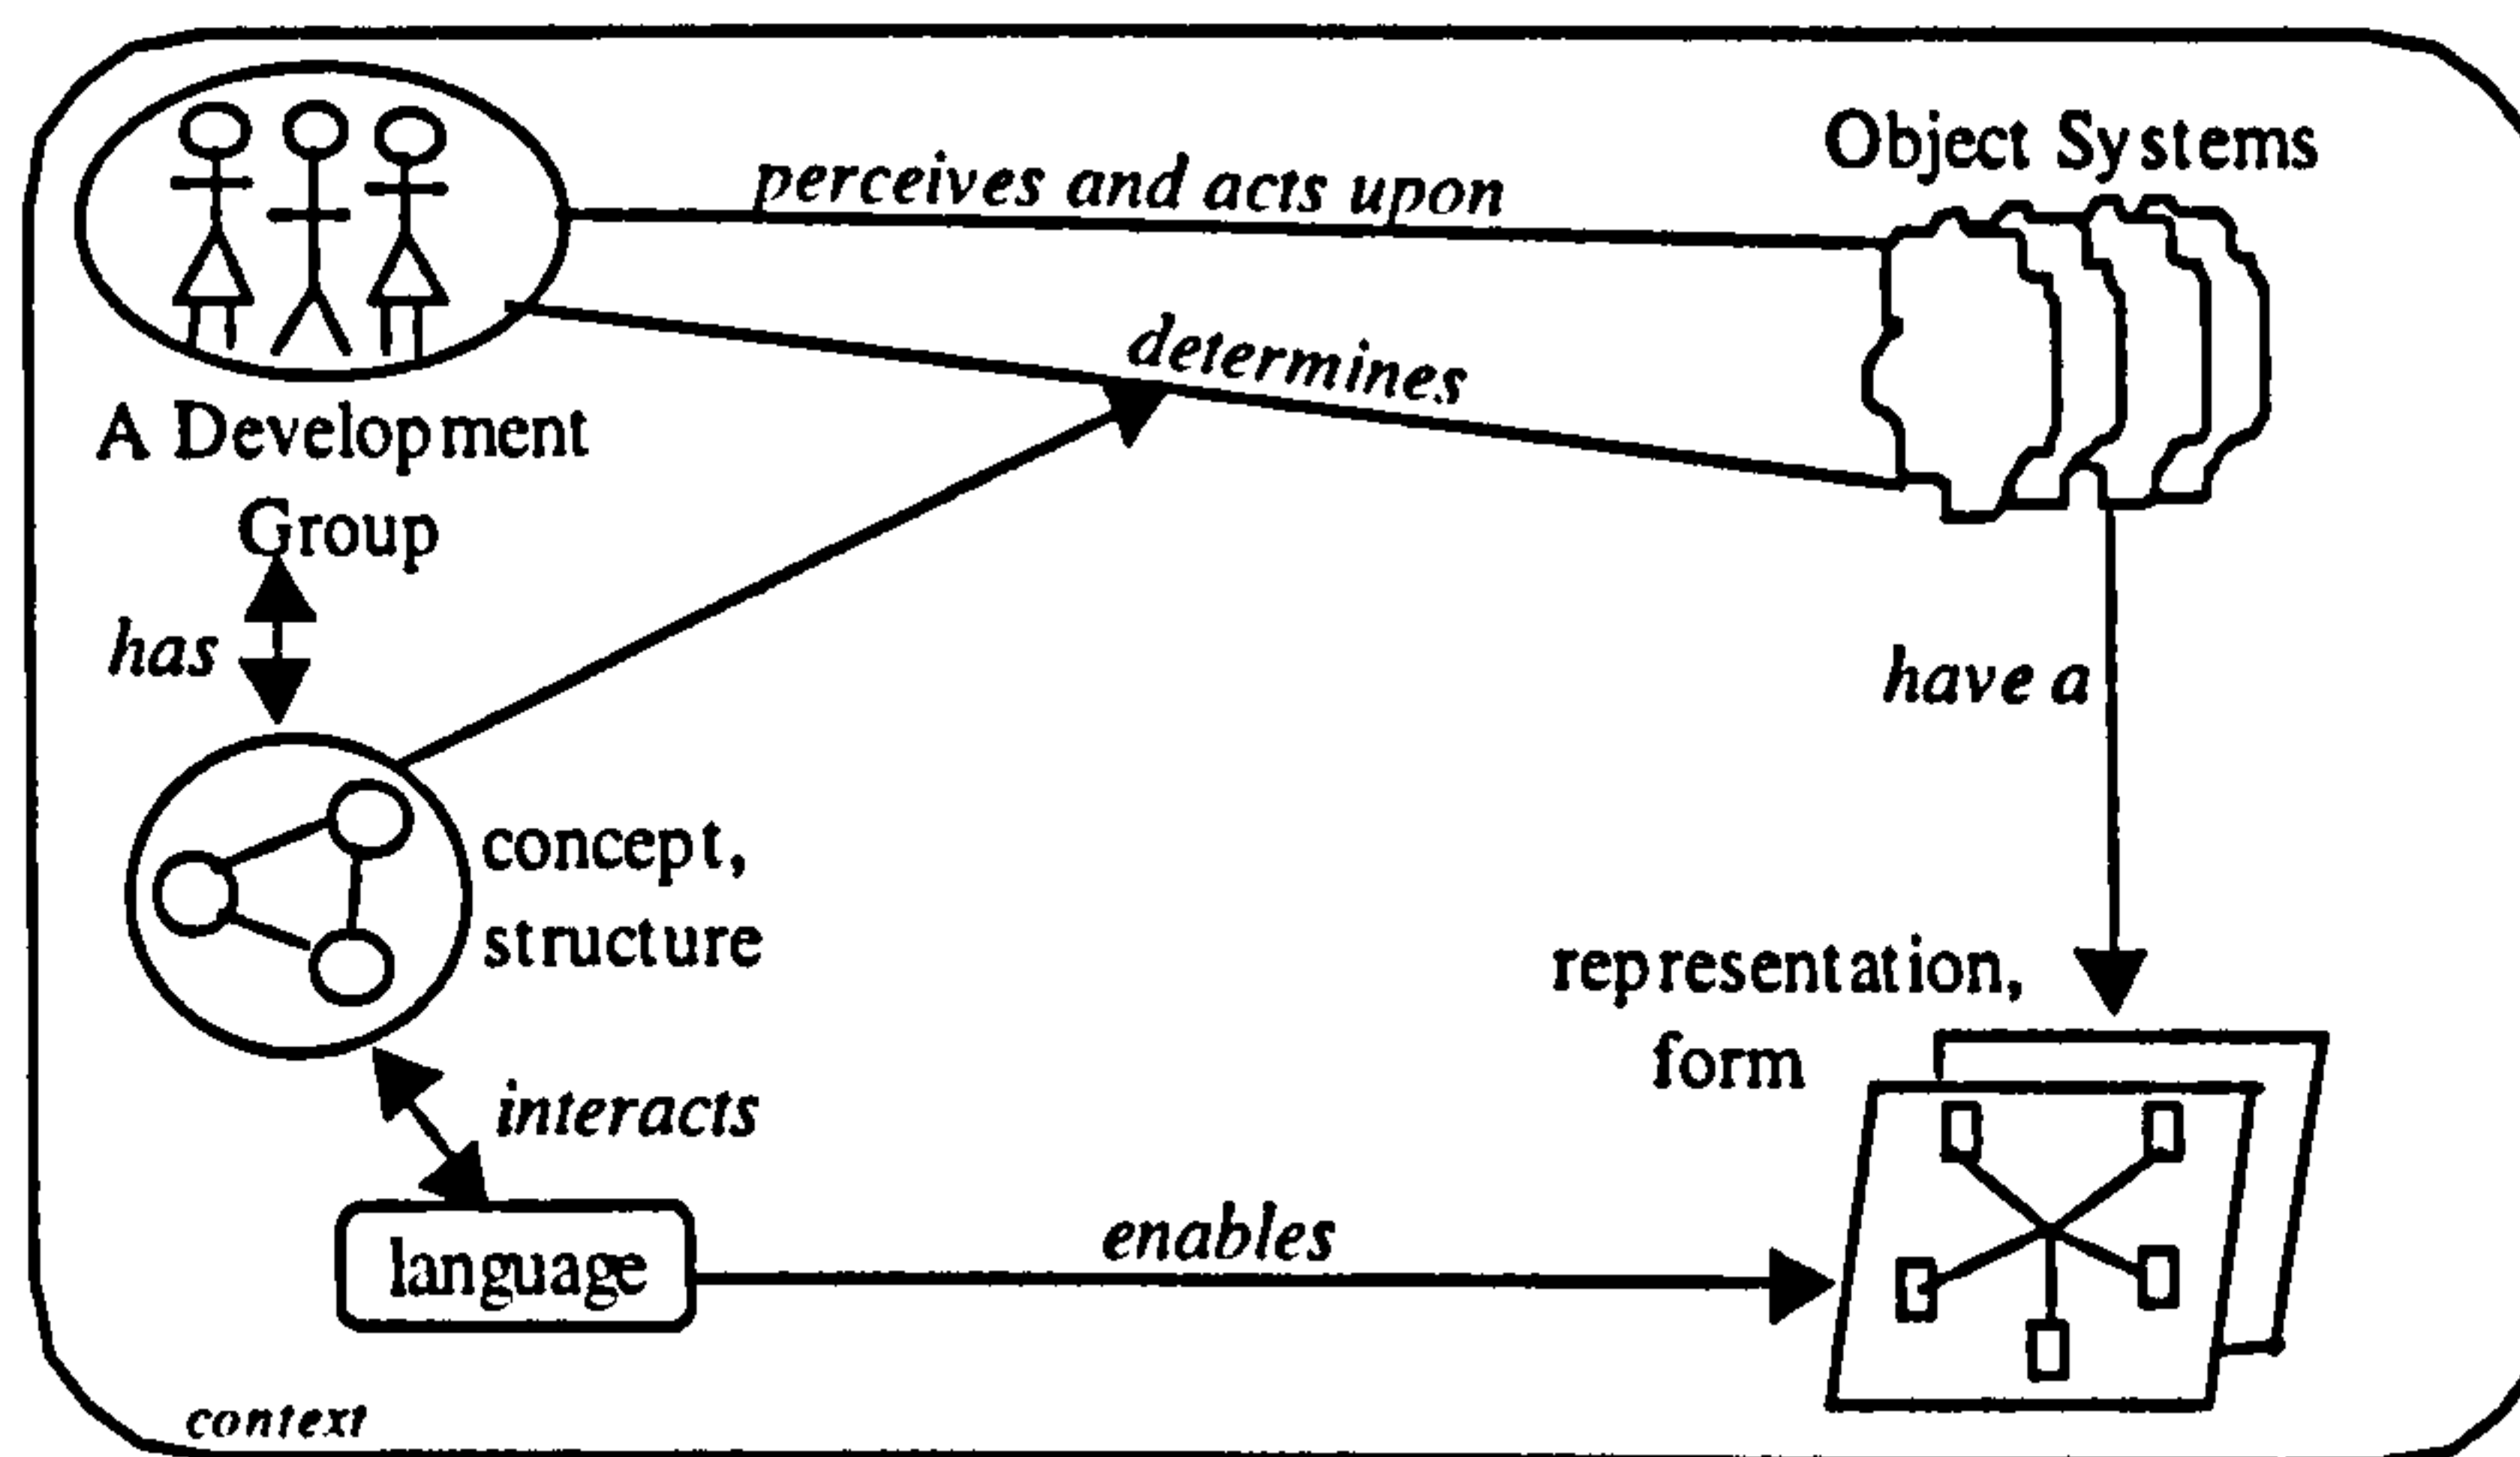 Object Systems
perceives and acts upon
determines
A Development
Group
has
have a
concept,
structure
representation,
form
interacts
language
enables
context